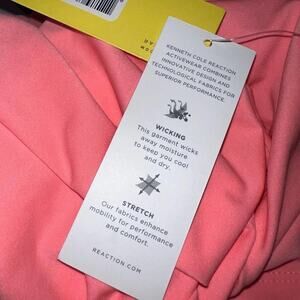 KENNETH COLE REACTION
ACTIVEWEAR COMBINES
INNOVATIVE DESIGN AND
TECHNOLOGICAL FABRICS FOR
SUPERIOR PERFORMANCE.
WICKING
This garment wicks
away moisture
to keep you cool
and dry.
STRETCH
Our fabrics enhance
mobility for performance
and comfort.
REACTION.COM